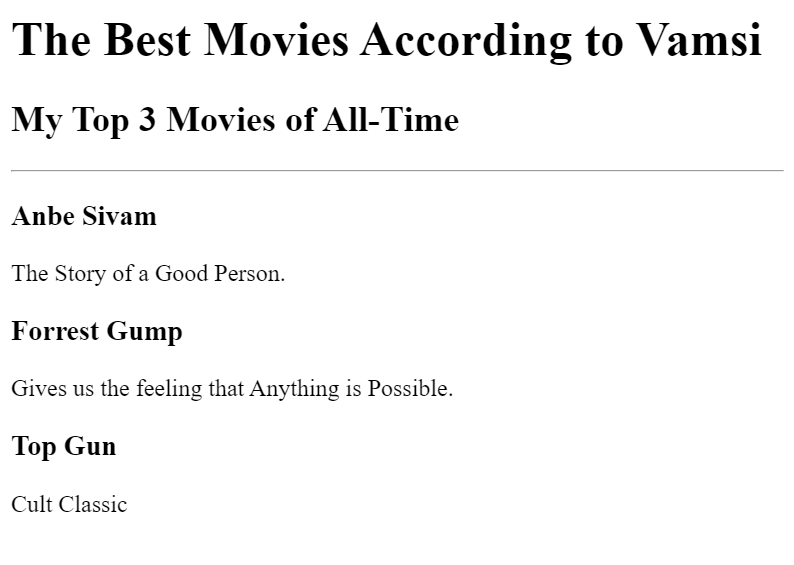 The Best Movies According to Vamsi
My Top 3 Movies of All-Time
Anbe Sivam
The Story of a Good Person.
Forrest Gump
Gives us the feeling that Anything is Possible.
Top Gun
Cult Classic